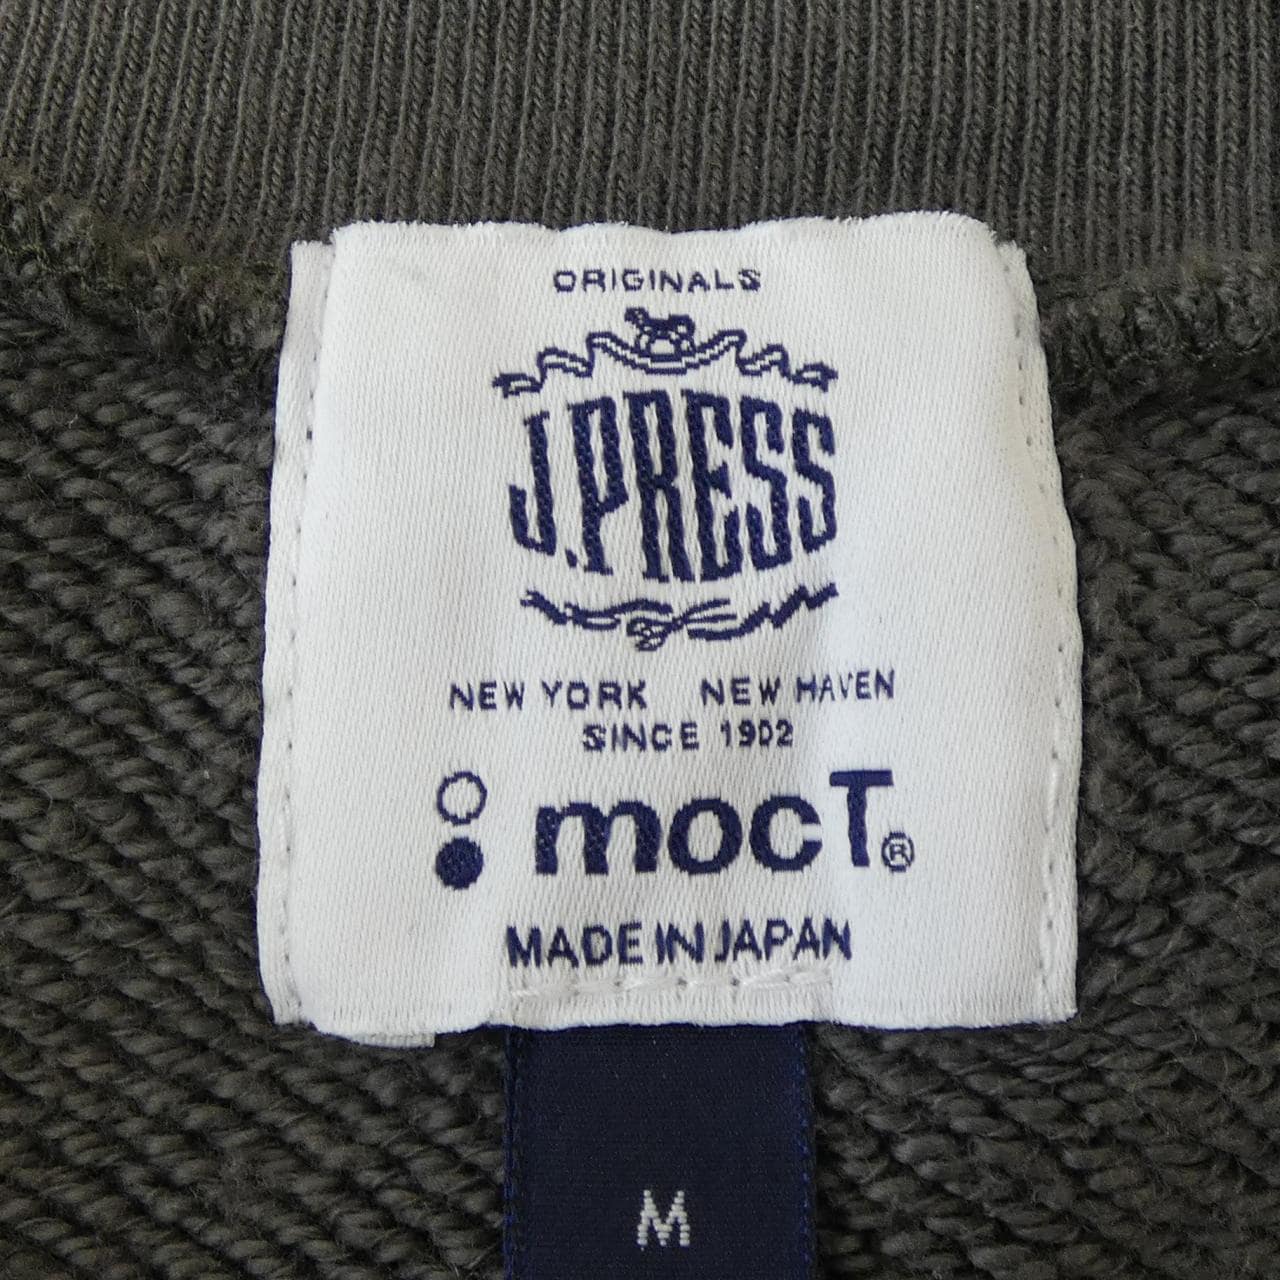 ORIGINALS
J.PRESS
NEW YORK NEW HAVEN
SINCE 1902
mocT®
MADE IN JAPAN
M